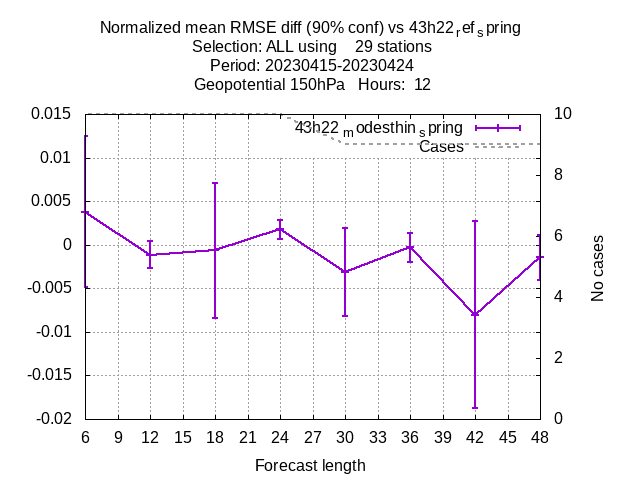 Normalized mean RMSE diff (90% conf) vs 43h22refspring
Selection: ALL using 29 stations
Period: 20230415-20230424
Geopotential 150hPa Hours: 12
43h22modesthinspring
Cases
0.015
0.01
0.005
0
-0.005
-0.01
-0.015
-0.02
10
8
6
4
2
0
No cases
6 9 12 15 18 21 24 27 30 33 36 39 42 45 48
Forecast length